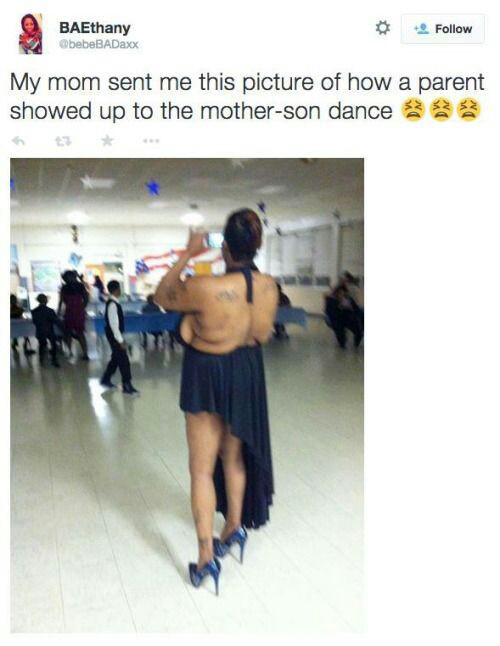 BAEthany
@bebeBADaxx
Follow
My mom sent me this picture of how a parent
showed up to the mother-son dance 😫😫😫